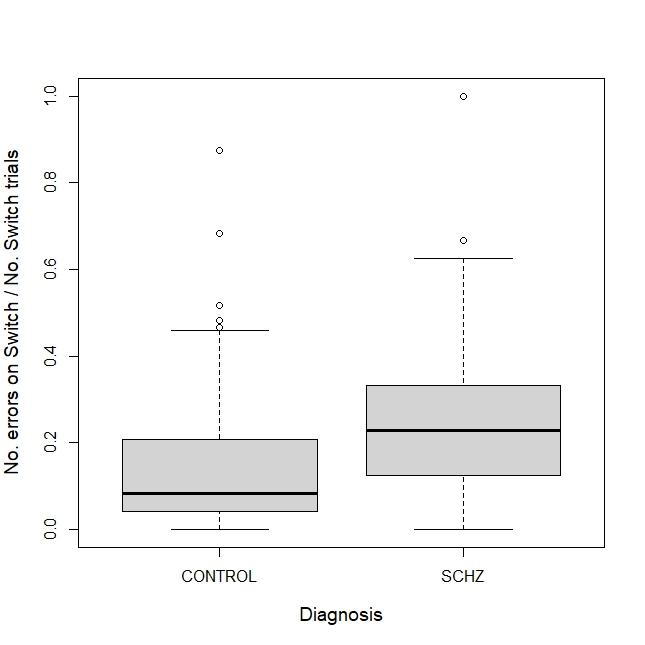 No. errors on Switch / No. Switch trials
1.0
0.8
0.6
0.4
0.2
0.0
CONTROL SCHZ
Diagnosis